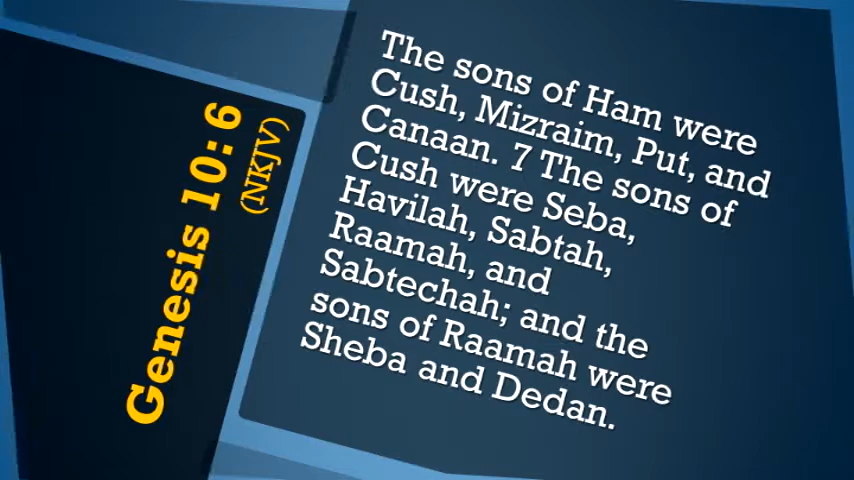 Genesis 10: 6
(NKJV)
The sons of Ham were
Cush, Mizraim, Put, and
Canaan. 7 The sons of
Cush were Seba,
Havilah, Sabtah,
Raamah, and
Sabtechah; and the
sons of Raamah were
Sheba and Dedan.